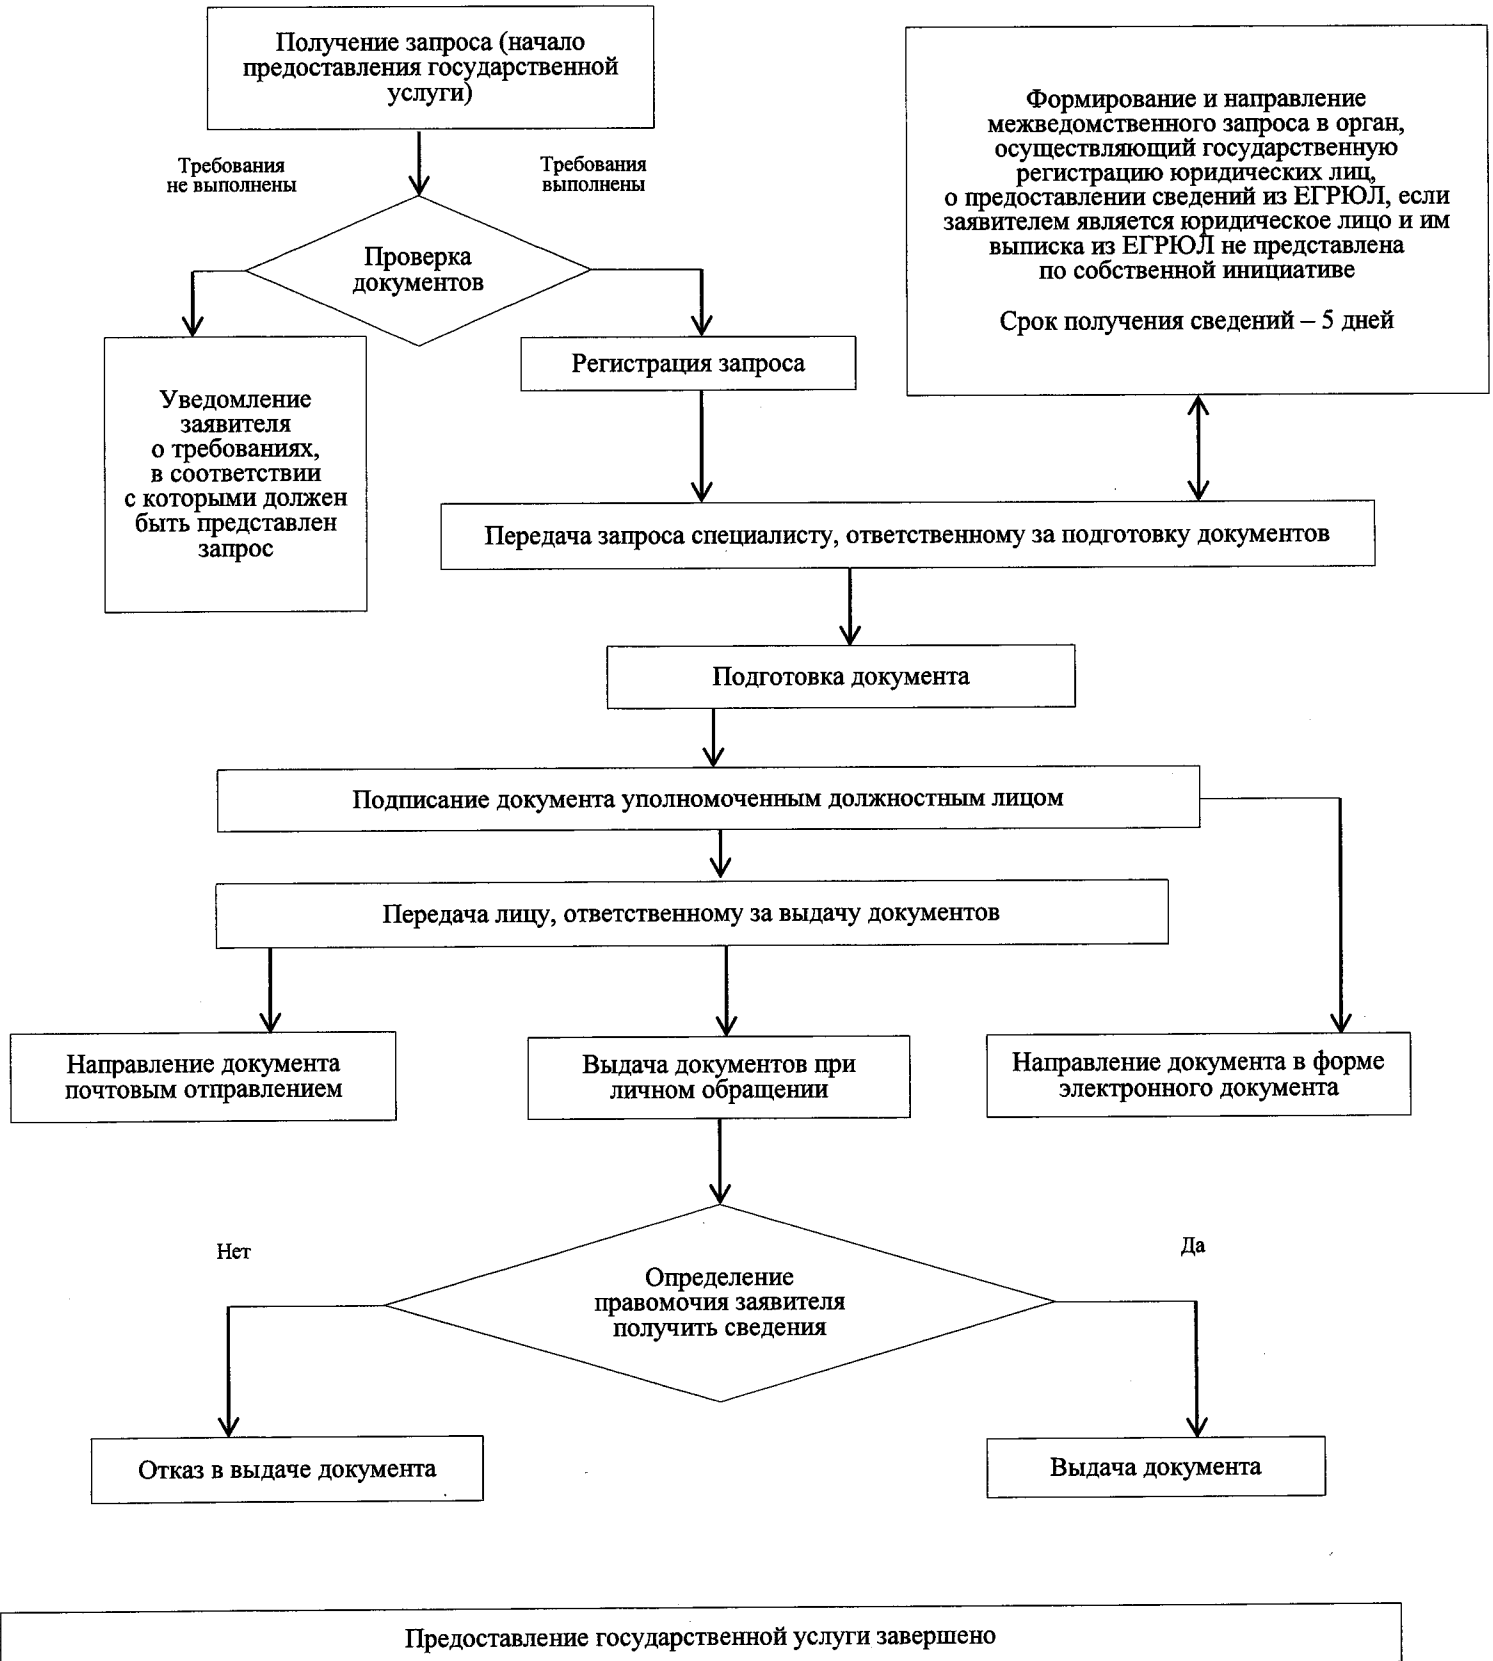 Получение запроса (начало
предоставления государственной
услуги)
Формирование и направление
межведомственного запроса в орган,
осуществляющий государственную
регистрацию юридических лиц,
о предоставлении сведений из ЕГРЮЛ, если
заявителем является юридическое лицо и им
выписка из ЕГРЮЛ не представлена
по собственной инициативе
Срок получения сведений – 5 дней
Требования
не выполнены
Требования
выполнены
Проверка
документов
Уведомление
заявителя
о требованиях,
в соответствии
с которыми должен
быть представлен
запрос
Регистрация запроса
Передача запроса специалисту, ответственному за подготовку документов
Подготовка документа
Подписание документа уполномоченным должностным лицом
Передача лицу, ответственному за выдачу документов
Направление документа
почтовым отправлением
Выдача документов при
личном обращении
Направление документа в форме
электронного документа
Нет
Да
Определение
правомочия заявителя
получить сведения
Отказ в выдаче документа
Выдача документа
Предоставление государственной услуги завершено